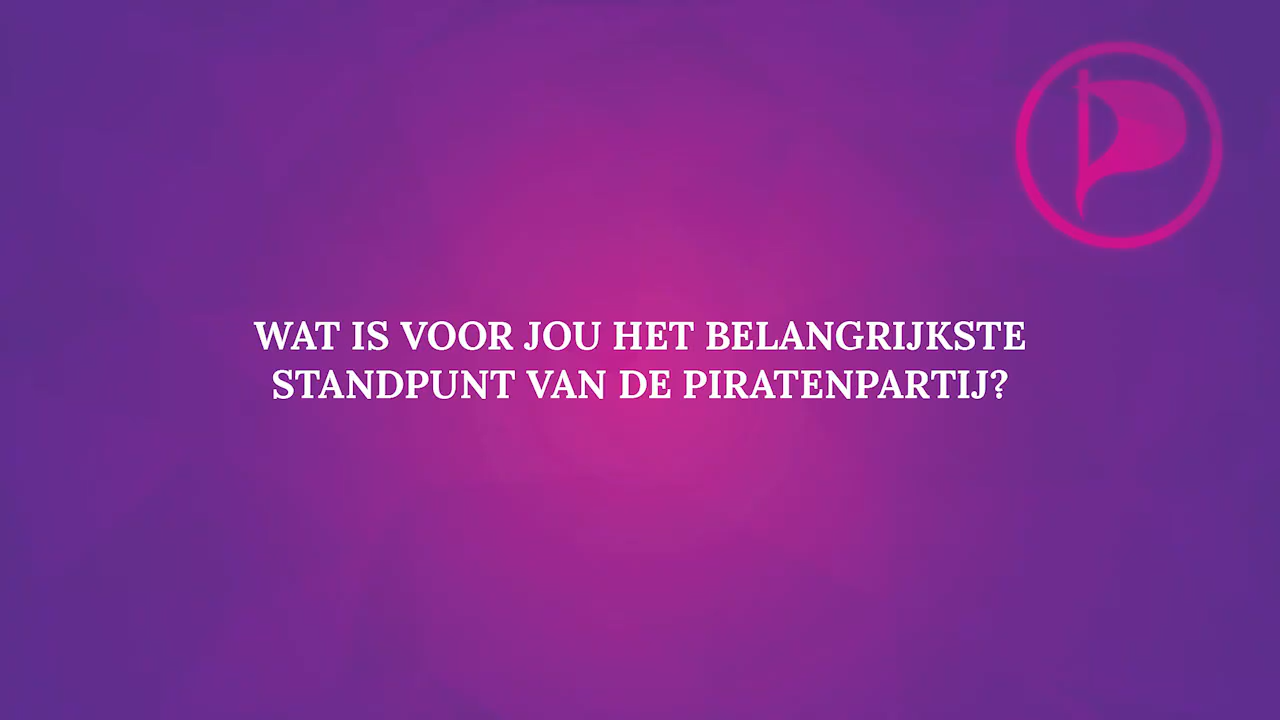 WAT IS VOOR JOU HET BELANGRIJKSTE
STANDPUNT VAN DE PIRATENPARTIJ?